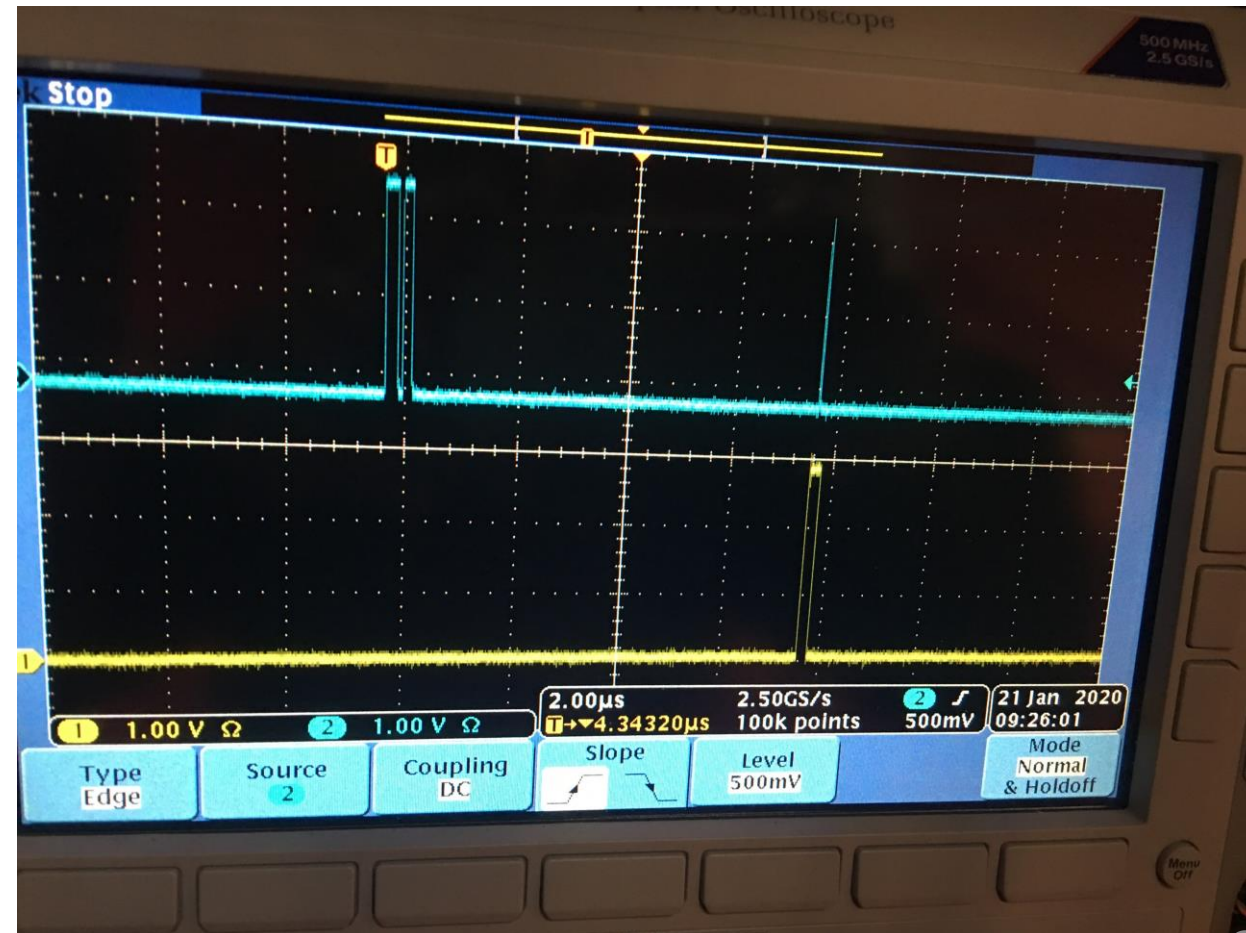 Oscilloscope
500 MHz
2.5 GS/s
Stop
T
T
2
1
2.00µs 2.50GS/s 2 500mV
T→▼4.34320µs 100k points
21 Jan 2020
09:26:01
1 1.00 V Ω 2 1.00 V Ω
Type
Edge
Source
2
Coupling
DC
Slope
Level
500mV
Mode
Normal
& Holdoff
Menu
Off